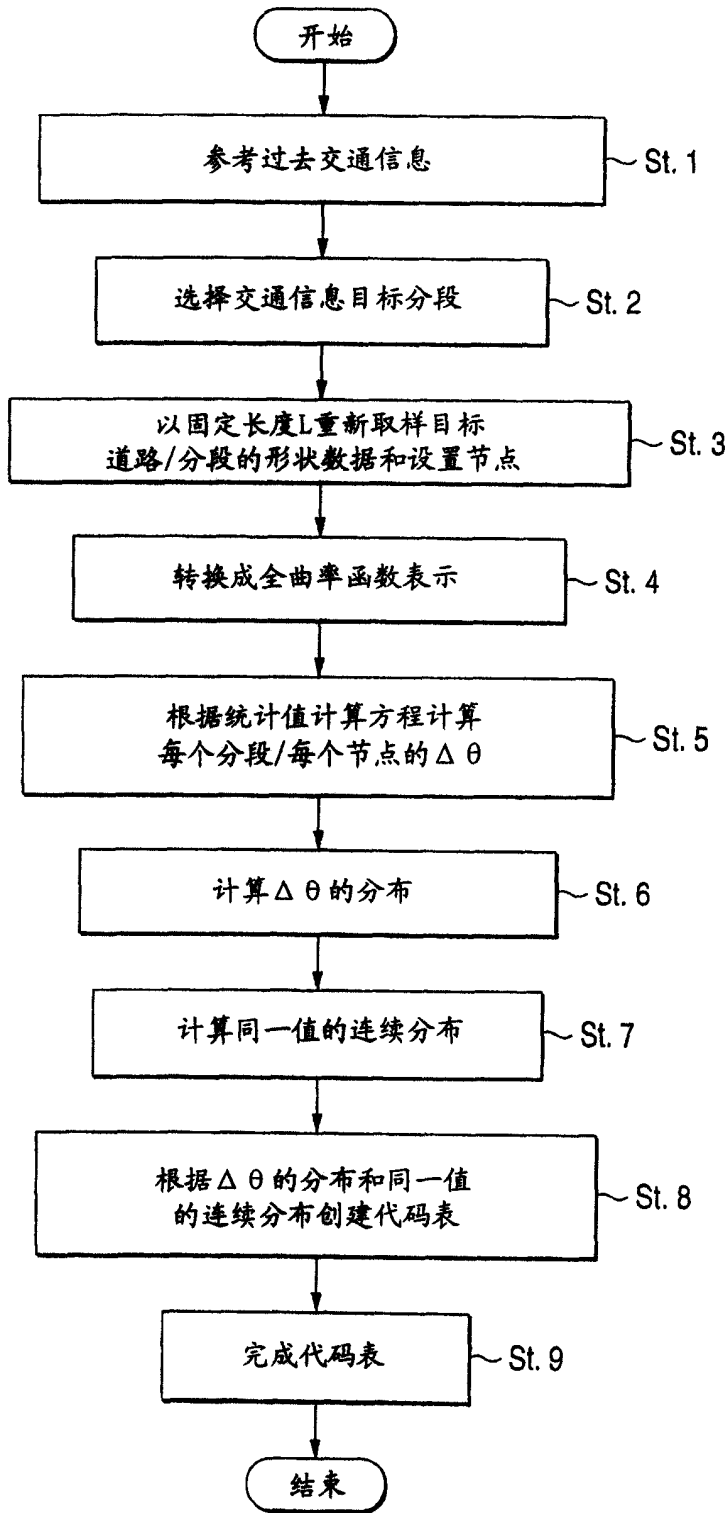 开始
参考过去交通信息
St. 1
选择交通信息目标分段
St. 2
以固定长度L重新取样目标
道路/分段的形状数据和设置节点
St. 3
转换成全曲率函数表示
St. 4
根据统计值计算方程计算
每个分段/每个节点的Δθ
St. 5
计算Δθ的分布
St. 6
计算同一值的连续分布
St. 7
根据Δθ的分布和同一值
的连续分布创建代码表
St. 8
完成代码表
St. 9
结束